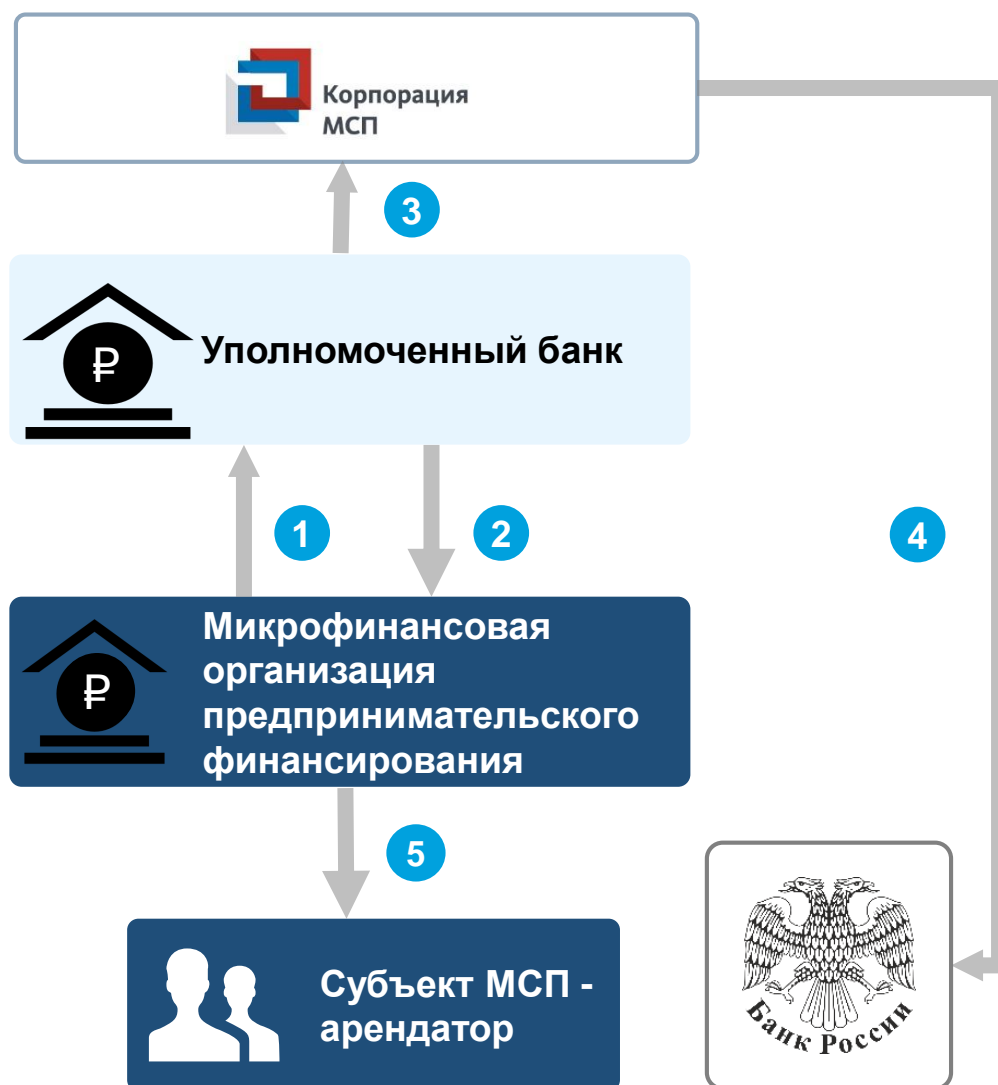 Корпорация
МСП
3
₽
Уполномоченный банк
1
2
4
₽
Микрофинансовая
организация
предпринимательского
финансирования
5
Субъект МСП -
арендатор
Банк России